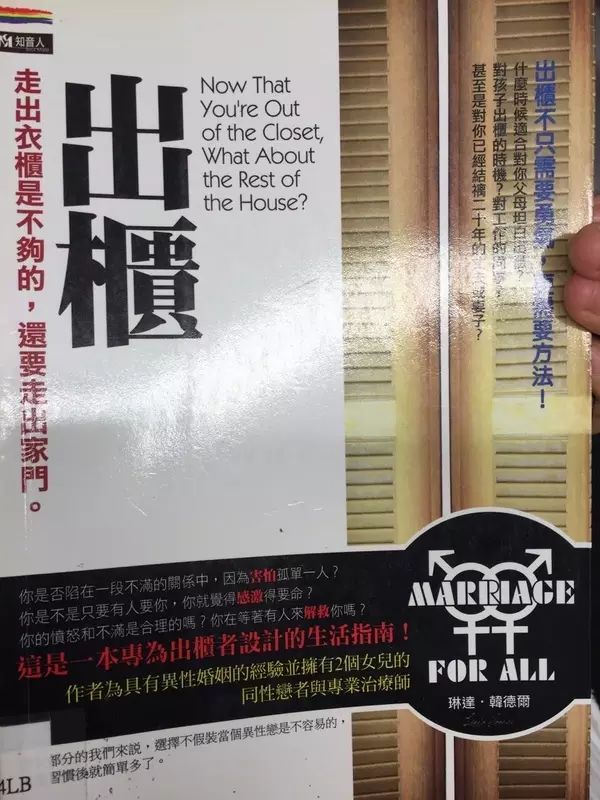 知音人
出櫃
Now That
You're Out
of the Closet,
What About
the Rest of
the House?
走出衣櫃是不夠的，還要走出家門。
出櫃不只需要勇氣，更需要方法！
什麼時候適合對你父母坦白
對孩子出櫃的時機？對工作的
甚至是對你已經結褵二十年的 妻子？
你是否陷在一段不滿的關係中，因為害怕孤單一人？
你是不是只要有人要你，你就覺得感激得要命？
你的憤怒和不滿是合理的嗎？你在等著有人來解救你嗎？
這是一本專為出櫃者設計的生活指南！
作者為具有異性婚姻的經驗並擁有2個女兒的
同性戀者與專業治療師
MARRIAGE
FOR ALL
琳達・韓德爾
部分的我們來說，選擇不假裝當個異性戀是不容易的，
習慣後就簡單多了。
4LB